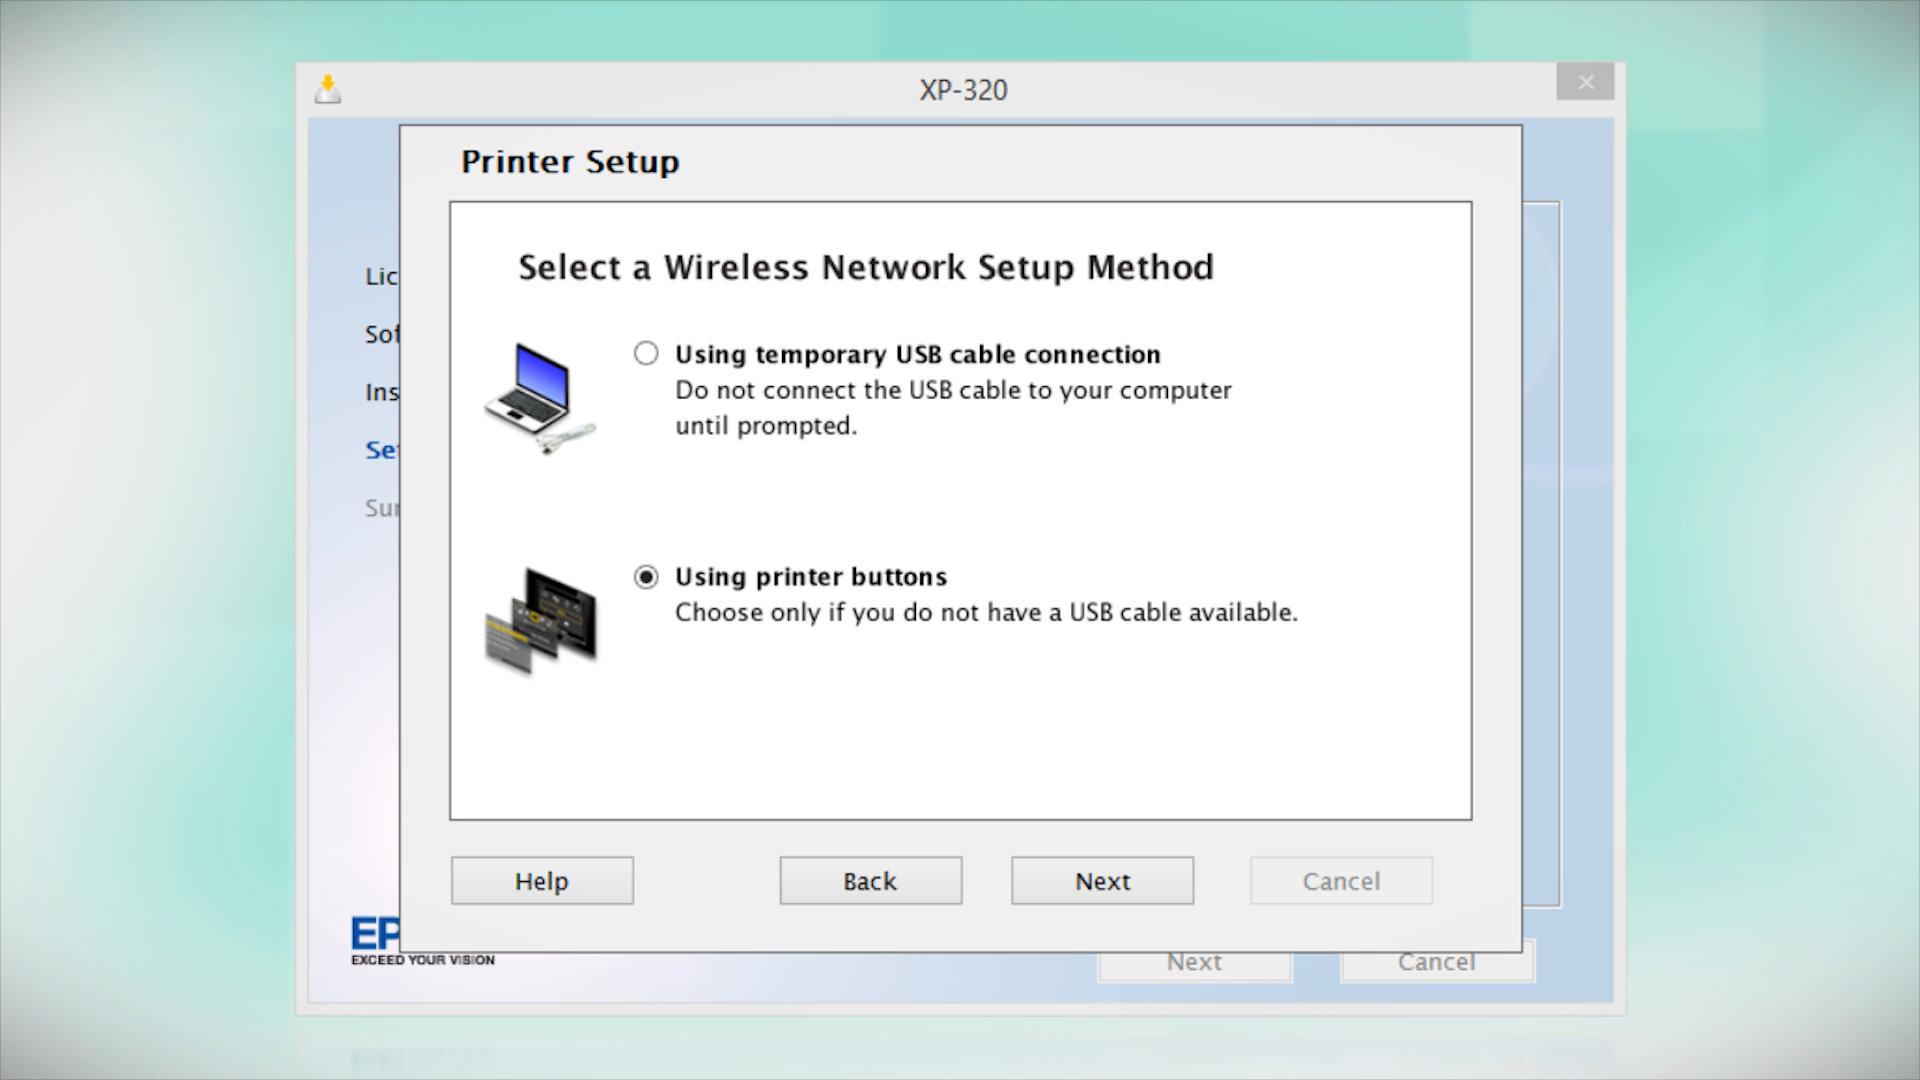 XP-320
Printer Setup
Select a Wireless Network Setup Method
Using temporary USB cable connection
Do not connect the USB cable to your computer
until prompted.
Using printer buttons
Choose only if you do not have a USB cable available.
Lic
Sof
Ins
Set
Sur
Help
Back
Next
Cancel
EP
EXCEED YOUR VISION
Next
Cancel